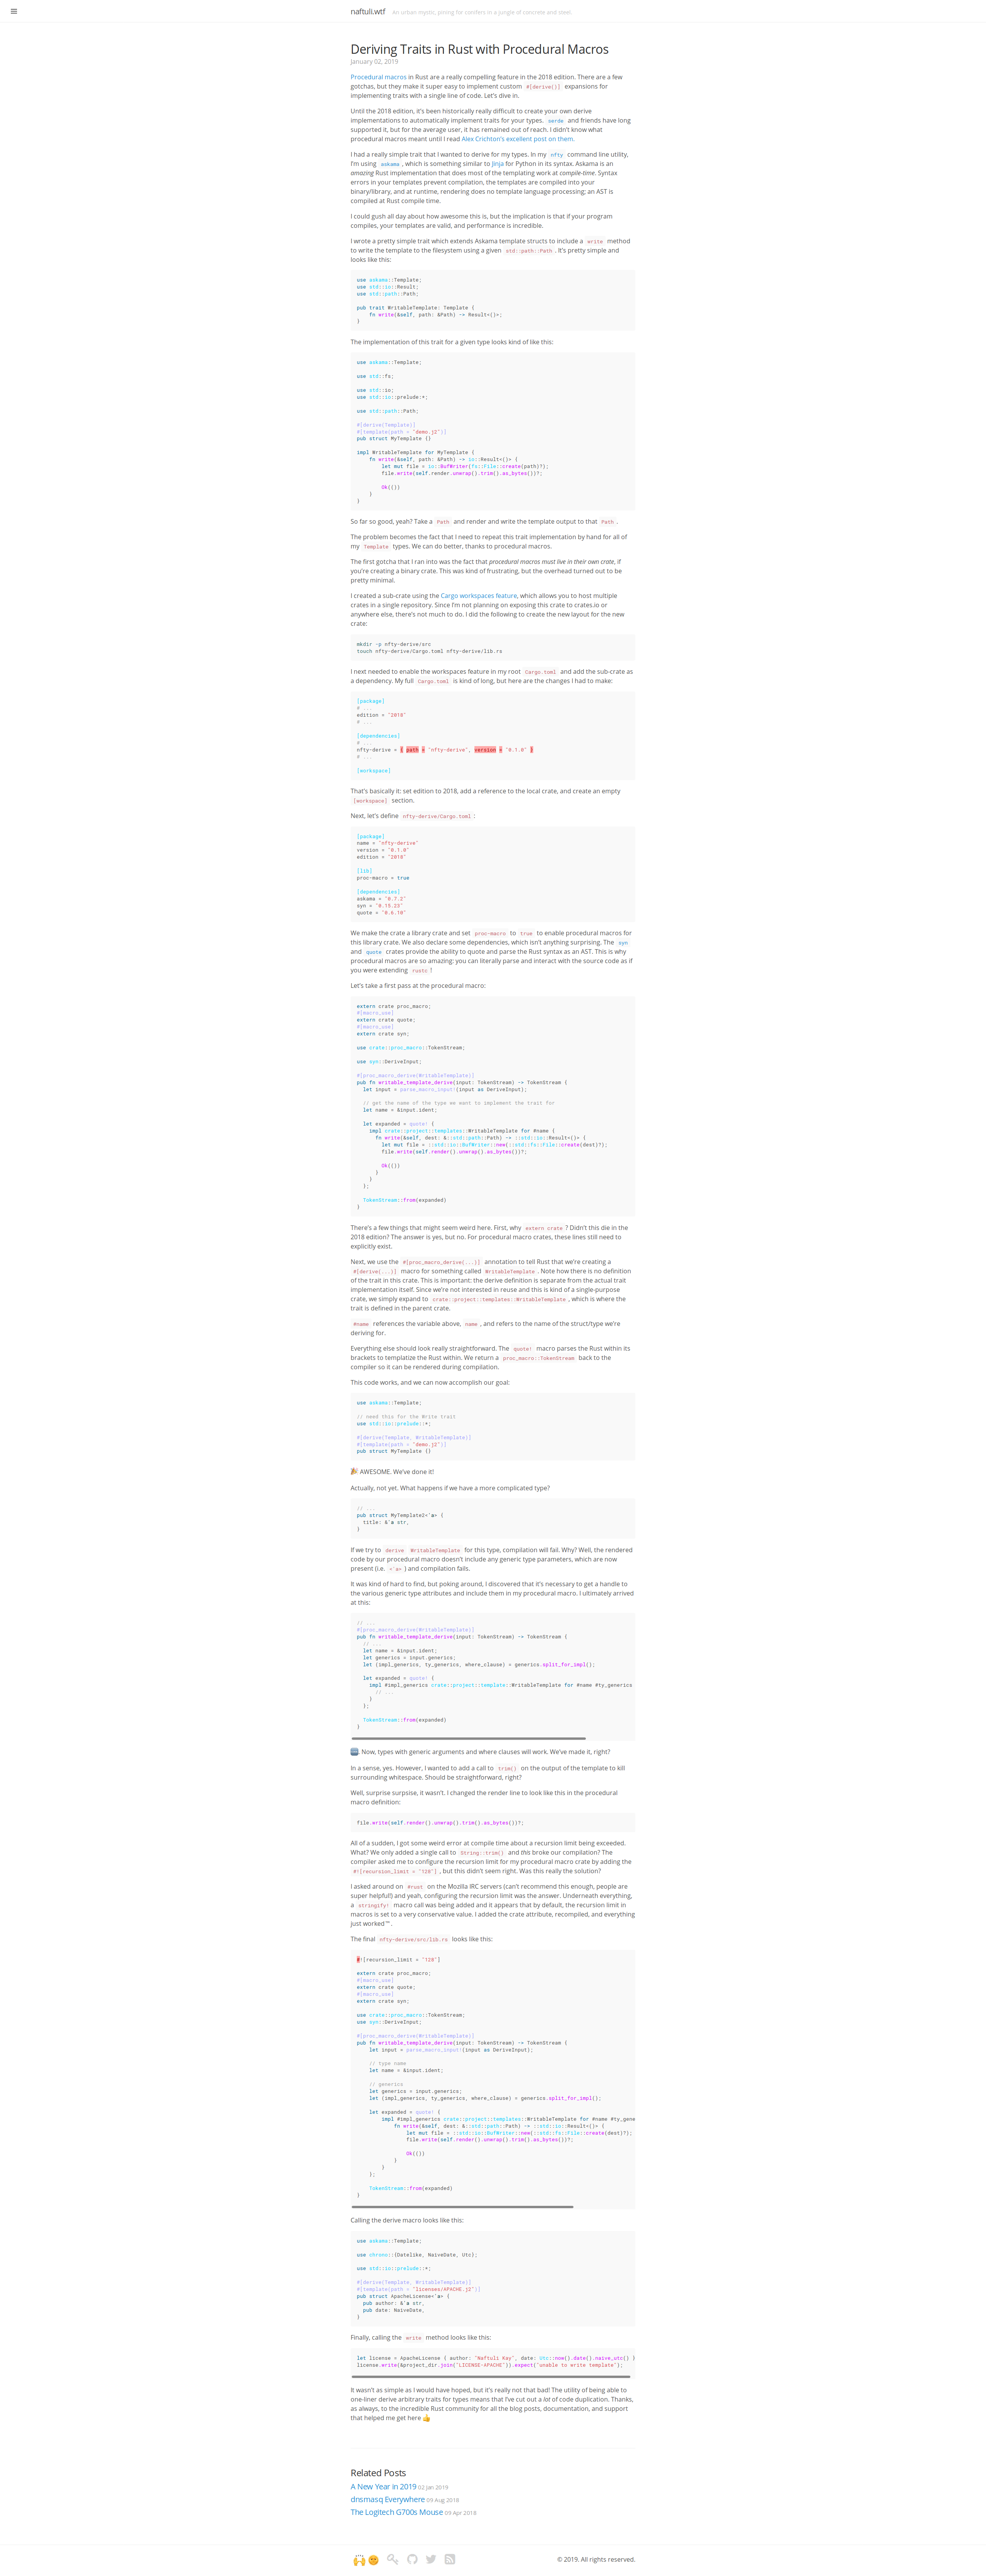 naftuli.wtf An urban mystic, pining for conifers in a jungle of concrete and steel.
Deriving Traits in Rust with Procedural Macros
January 02, 2019
Procedural macros in Rust are a really compelling feature in the 2018 edition. There are a few
gotchas, but they make it super easy to implement custom #[derive()] expansions for
implementing traits with a single line of code. Let's dive in.
Until the 2018 edition, it's been historically really difficult to create your own derive
implementations to automatically implement traits for your types. serde and friends have long
supported it, but for the average user, it has remained out of reach. I didn't know what
procedural macros meant until I read Alex Crichton's excellent post on them.
I had a really simple trait that I wanted to derive for my types. In my nfty command line utility,
I'm using askama, which is something similar to Jinja for Python in its syntax. Askama is an
amazing Rust implementation that does most of the templating work at compile-time. Syntax
errors in your templates prevent compilation, the templates are compiled into your
binary/library, and at runtime, rendering does no template language processing; an AST is
compiled at Rust compile time.
I could gush all day about how awesome this is, but the implication is that if your program
compiles, your templates are valid, and performance is incredible.
I wrote a pretty simple trait which extends Askama template structs to include a write method
to write the template to the filesystem using a given std::path::Path. It's pretty simple and
looks like this:
use askama::Template;
use std::io::Result;
use std::path::Path;
pub trait WritableTemplate: Template {
fn write(&self, path: &Path) -> Result<()>;
}
The implementation of this trait for a given type looks kind of like this:
use askama::Template;
use std::fs;
use std::io;
use std::io::prelude:*;
use std::path::Path;
#[derive(Template)]
#[template(path = "demo.j2")]
pub struct MyTemplate {}
impl WritableTemplate for MyTemplate {
fn write(&self, path: &Path) -> io::Result<()> {
let mut file = io::BufWriter(fs::File::create(path)?);
file.write(self.render.unwrap().trim().as_bytes())?;
Ok(())
}
}
So far so good, yeah? Take a Path and render and write the template output to that Path.
The problem becomes the fact that I need to repeat this trait implementation by hand for all of
my Template types. We can do better, thanks to procedural macros.
The first gotcha that I ran into was the fact that procedural macros must live in their own crate, if
you're creating a binary crate. This was kind of frustrating, but the overhead turned out to be
pretty minimal.
I created a sub-crate using the Cargo workspaces feature, which allows you to host multiple
crates in a single repository. Since I'm not planning on exposing this crate to crates.io or
anywhere else, there's not much to do. I did the following to create the new layout for the new
crate:
mkdir -p nfty-derive/src
touch nfty-derive/Cargo.toml nfty-derive/lib.rs
I next needed to enable the workspaces feature in my root Cargo.toml and add the sub-crate as
a dependency. My full Cargo.toml is kind of long, but here are the changes I had to make:
[package]
# ...
edition = "2018"
# ...
[dependencies]
# ...
nfty-derive = { path = "nfty-derive", version = "0.1.0" }
# ...
[workspace]
That's basically it: set edition to 2018, add a reference to the local crate, and create an empty
[workspace] section.
Next, let's define nfty-derive/Cargo.toml:
[package]
name = "nfty-derive"
version = "0.1.0"
edition = "2018"
[lib]
proc-macro = true
[dependencies]
askama = "0.7.2"
syn = "0.15.23"
quote = "0.6.10"
We make the crate a library crate and set proc-macro to true to enable procedural macros for
this library crate. We also declare some dependencies, which isn't anything surprising. The syn
and quote crates provide the ability to quote and parse the Rust syntax as an AST. This is why
procedural macros are so amazing: you can literally parse and interact with the source code as if
you were extending rustc!
Let's take a first pass at the procedural macro:
extern crate proc_macro;
#[macro_use]
extern crate quote;
#[macro_use]
extern crate syn;
use crate::proc_macro::TokenStream;
use syn::DeriveInput;
#[proc_macro_derive(WritableTemplate)]
pub fn writable_template_derive(input: TokenStream) -> TokenStream {
let input = parse_macro_input!(input as DeriveInput);
// get the name of the type we want to implement the trait for
let name = &input.ident;
let expanded = quote! {
impl crate::project::templates::WritableTemplate for #name {
fn write(&self, dest: &::std::path::Path) -> ::std::io::Result<()> {
let mut file = ::std::io::BufWriter::new(::std::fs::File::create(dest)?);
file.write(self.render().unwrap().as_bytes())?;
Ok(())
}
}
};
TokenStream::from(expanded)
}
There's a few things that might seem weird here. First, why extern crate? Didn't this die in the
2018 edition? The answer is yes, but no. For procedural macro crates, these lines still need to
explicitly exist.
Next, we use the #[proc_macro_derive(...)] annotation to tell Rust that we're creating a
#[derive(...)] macro for something called WritableTemplate. Note how there is no definition
of the trait in this crate. This is important: the derive definition is separate from the actual trait
implementation itself. Since we're not interested in reuse and this is kind of a single-purpose
crate, we simply expand to crate::project::templates::WritableTemplate, which is where the
trait is defined in the parent crate.
#name references the variable above, name, and refers to the name of the struct/type we're
deriving for.
Everything else should look really straightforward. The quote! macro parses the Rust within its
brackets to templatize the Rust within. We return a proc_macro::TokenStream back to the
compiler so it can be rendered during compilation.
This code works, and we can now accomplish our goal:
use askama::Template;
// need this for the Write trait
use std::io::prelude::*;
#[derive(Template, WritableTemplate)]
#[template(path = "demo.j2")]
pub struct MyTemplate {}
🎉 AWESOME. We've done it!
Actually, not yet. What happens if we have a more complicated type?
// ...
pub struct MyTemplate2<'a> {
title: &'a str,
}
If we try to derive WritableTemplate for this type, compilation will fail. Why? Well, the rendered
code by our procedural macro doesn't include any generic type parameters, which are now
present (i.e. <'a>) and compilation fails.
It was kind of hard to find, but poking around, I discovered that it's necessary to get a handle to
the various generic type attributes and include them in my procedural macro. I ultimately arrived
at this:
// ...
#[proc_macro_derive(WritableTemplate)]
pub fn writable_template_derive(input: TokenStream) -> TokenStream {
// ...
let name = &input.ident;
let generics = input.generics;
let (impl_generics, ty_generics, where_clause) = generics.split_for_impl();
let expanded = quote! {
impl #impl_generics crate::project::template::WritableTemplate for #name #ty_generics
// ...
}
};
TokenStream::from(expanded)
}
. Now, types with generic arguments and where clauses will work. We've made it, right?
In a sense, yes. However, I wanted to add a call to trim() on the output of the template to kill
surrounding whitespace. Should be straightforward, right?
Well, surprise surpsise, it wasn't. I changed the render line to look like this in the procedural
macro definition:
file.write(self.render().unwrap().trim().as_bytes())?;
All of a sudden, I got some weird error at compile time about a recursion limit being exceeded.
What? We only added a single call to String::trim() and this broke our compilation? The
compiler asked me to configure the recursion limit for my procedural macro crate by adding the
#![recursion_limit = "128"], but this didn't seem right. Was this really the solution?
I asked around on #rust on the Mozilla IRC servers (can't recommend this enough, people are
super helpful!) and yeah, configuring the recursion limit was the answer. Underneath everything,
a stringify! macro call was being added and it appears that by default, the recursion limit in
macros is set to a very conservative value. I added the crate attribute, recompiled, and everything
just worked™.
The final nfty-derive/src/lib.rs looks like this:
#![recursion_limit = "128"]
extern crate proc_macro;
#[macro_use]
extern crate quote;
#[macro_use]
extern crate syn;
use crate::proc_macro::TokenStream;
use syn::DeriveInput;
#[proc_macro_derive(WritableTemplate)]
pub fn writable_template_derive(input: TokenStream) -> TokenStream {
let input = parse_macro_input!(input as DeriveInput);
// type name
let name = &input.ident;
// generics
let generics = input.generics;
let (impl_generics, ty_generics, where_clause) = generics.split_for_impl();
let expanded = quote! {
impl #impl_generics crate::project::templates::WritableTemplate for #name #ty_gene
fn write(&self, dest: &::std::path::Path) -> ::std::io::Result<()> {
let mut file = ::std::io::BufWriter::new(::std::fs::File::create(dest)?);
file.write(self.render().unwrap().trim().as_bytes())?;
Ok(())
}
}
};
TokenStream::from(expanded)
}
Calling the derive macro looks like this:
use askama::Template;
use chrono::{Datelike, NaiveDate, Utc};
use std::io::prelude::*;
#[derive(Template, WritableTemplate)]
#[template(path = "licenses/APACHE.j2")]
pub struct ApacheLicense<'a> {
pub author: &'a str,
pub date: NaiveDate,
}
Finally, calling the write method looks like this:
let license = ApacheLicense { author: "Naftuli Kay", date: Utc::now().date().naive_utc() }
license.write(&project_dir.join("LICENSE-APACHE")).expect("unable to write template");
It wasn't as simple as I would have hoped, but it's really not that bad! The utility of being able to
one-liner derive arbitrary traits for types means that I've cut out a lot of code duplication. Thanks,
as always, to the incredible Rust community for all the blog posts, documentation, and support
that helped me get here 👍
Related Posts
A New Year in 2019 02 Jan 2019
dnsmasq Everywhere 09 Aug 2018
The Logitech G700s Mouse 09 Apr 2018
© 2019. All rights reserved.